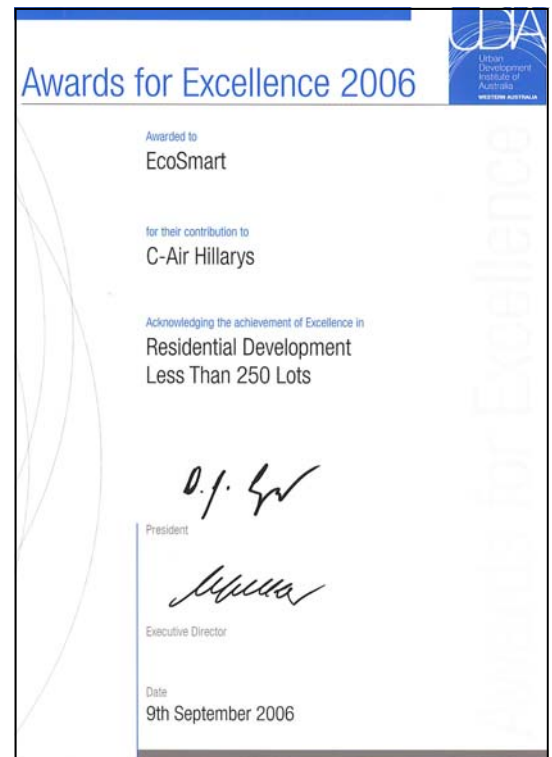 UDIA
Urban
Development
Institute of
Australia
WESTERN AUSTRALIA
Awards for Excellence 2006
Awarded to
EcoSmart
for their contribution to
C-Air Hillarys
Acknowledging the achievement of Excellence in
Residential Development
Less Than 250 Lots
President
Executive Director
Date
9th September 2006
Awards for Excellence